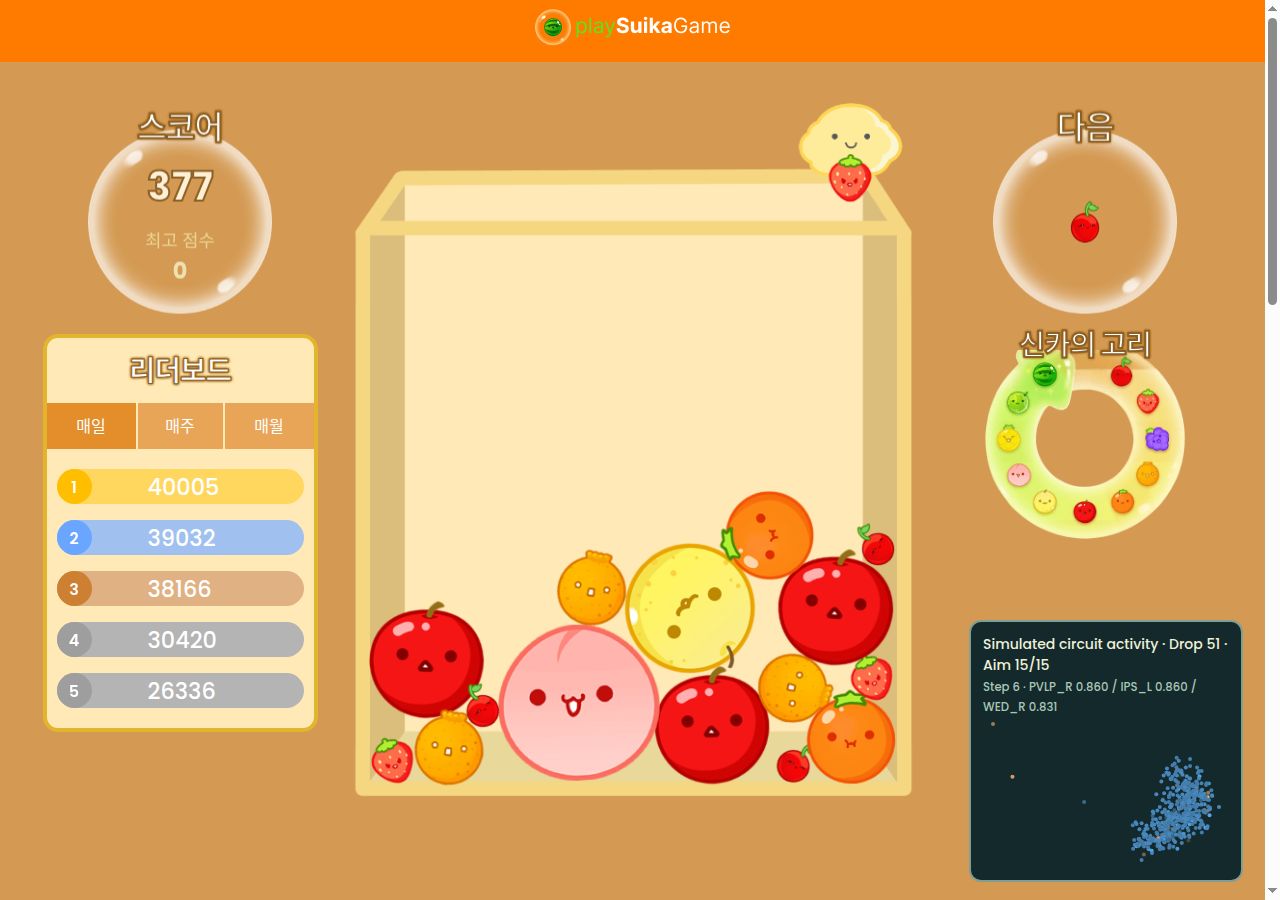 playSuikaGame
스코어
377
최고 점수
0
다음
신카의 고리
리더보드
매일 매주 매월
1 40005
2 39032
3 38166
4 30420
5 26336
Simulated circuit activity · Drop 51 ·
Aim 15/15
Step 6 · PVLP_R 0.860 / IPS_L 0.860 /
WED_R 0.831